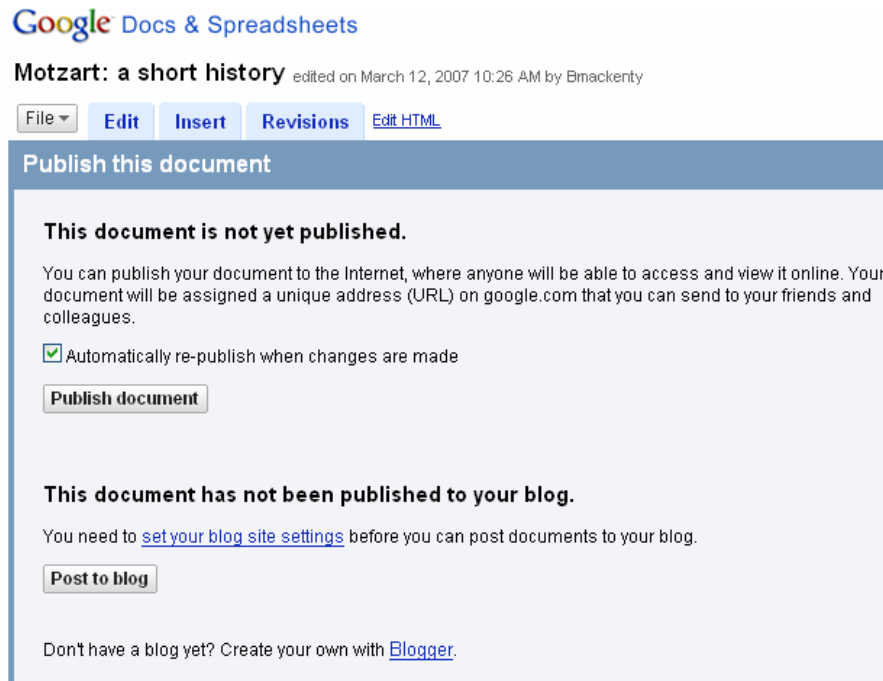 Google Docs & Spreadsheets
Motzart: a short history edited on March 12, 2007 10:26 AM by Bmackenty
File Edit Insert Revisions Edit HTML
Publish this document
This document is not yet published.
You can publish your document to the Internet, where anyone will be able to access and view it online. Your
document will be assigned a unique address (URL) on google.com that you can send to your friends and
colleagues.
Automatically re-publish when changes are made
Publish document
This document has not been published to your blog.
You need to set your blog site settings before you can post documents to your blog.
Post to blog
Don't have a blog yet? Create your own with Blogger.